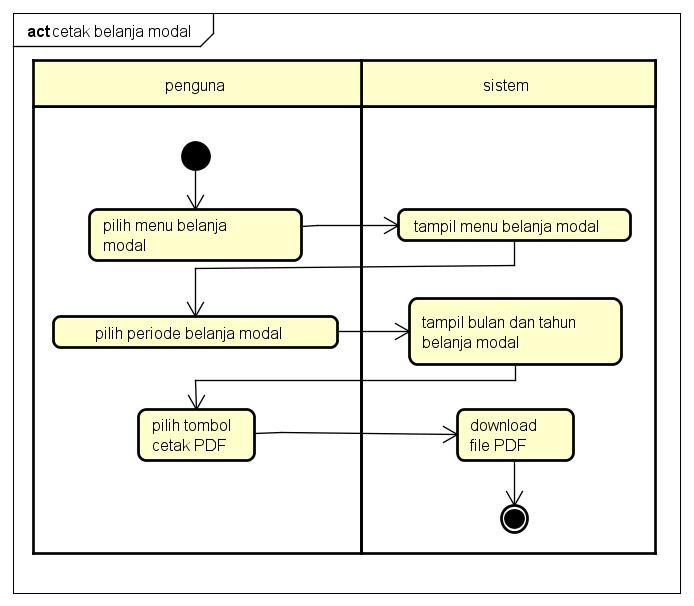 act cetak belanja modal
penguna
sistem
pilih menu belanja
modal
tampil menu belanja modal
pilih periode belanja modal
tampil bulan dan tahun
belanja modal
pilih tombol
cetak PDF
download
file PDF